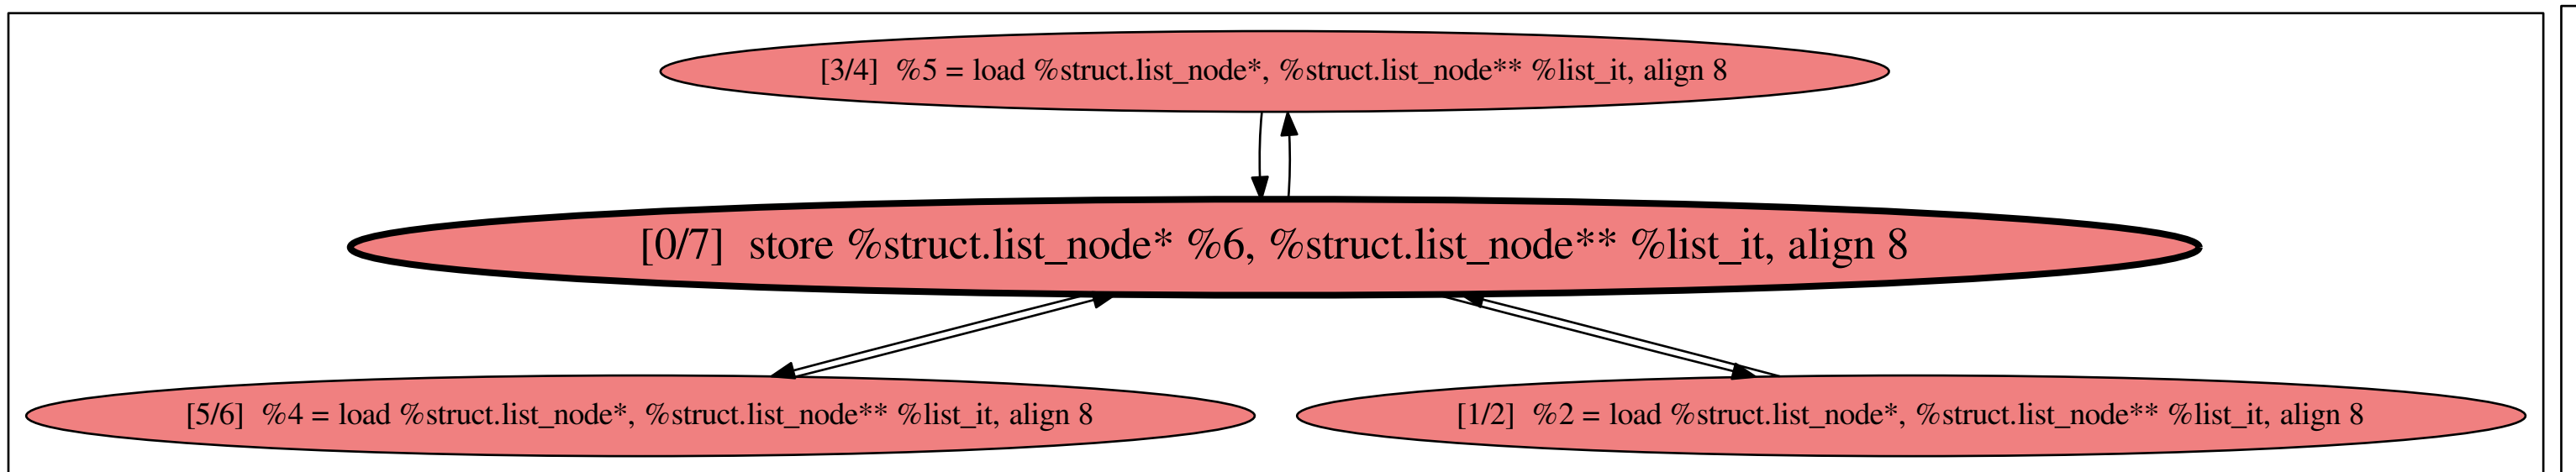 [3/4]  %5 = load %struct.list_node*, %struct.list_node** %list_it, align 8
[0/7]  store %struct.list_node* %6, %struct.list_node** %list_it, align 8
[5/6]  %4 = load %struct.list_node*, %struct.list_node** %list_it, align 8
[1/2]  %2 = load %struct.list_node*, %struct.list_node** %list_it, align 8